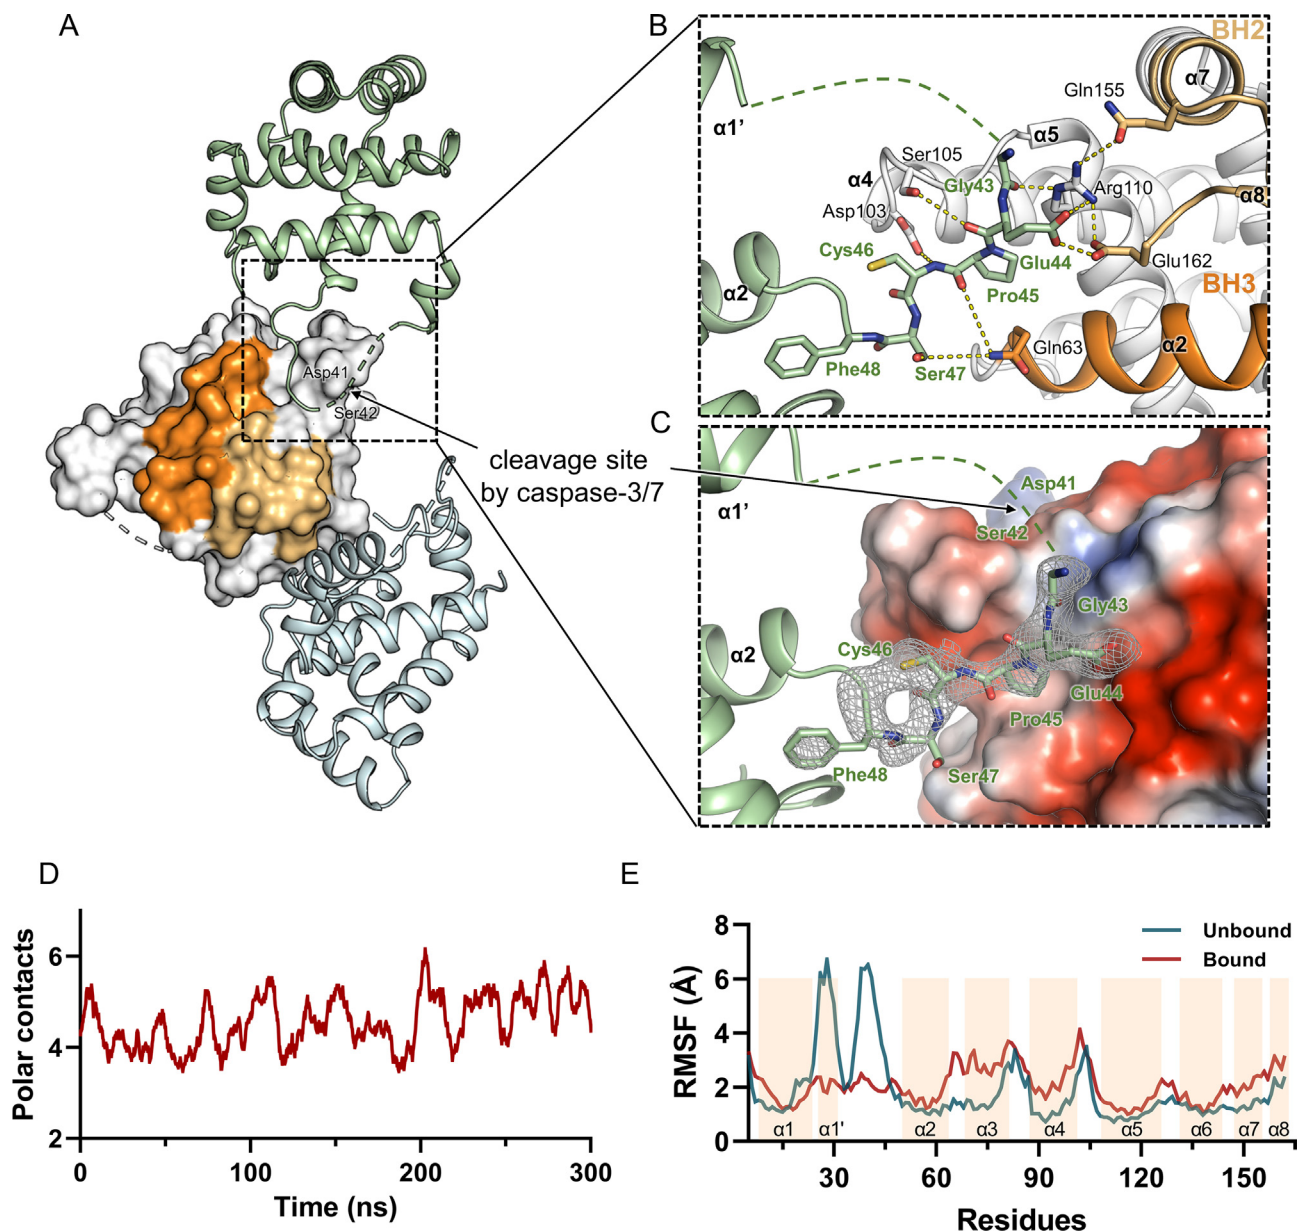 A
Asp41
Ser42
cleavage site
by caspase-3/7
B
BH2
α7
Gln155
α1’
α5
Ser105
α4
Gly43
Arg110
α8
Asp103
Cys46
Glu44
Glu162
α2
Pro45
BH3
Gln63
α2
Phe48
Ser47
C
α1’
Asp41
Ser42
Gly43
Cys46
α2
Glu44
Pro45
Phe48
Ser47
D
Polar contacts
6
4
2
0
100
200
300
Time (ns)
E
RMSF (Å)
8
6
4
2
0
Unbound
Bound
α1
α1'
α2
α3
α4
α5
α6
α7
α8
30
60
90
120
150
Residues